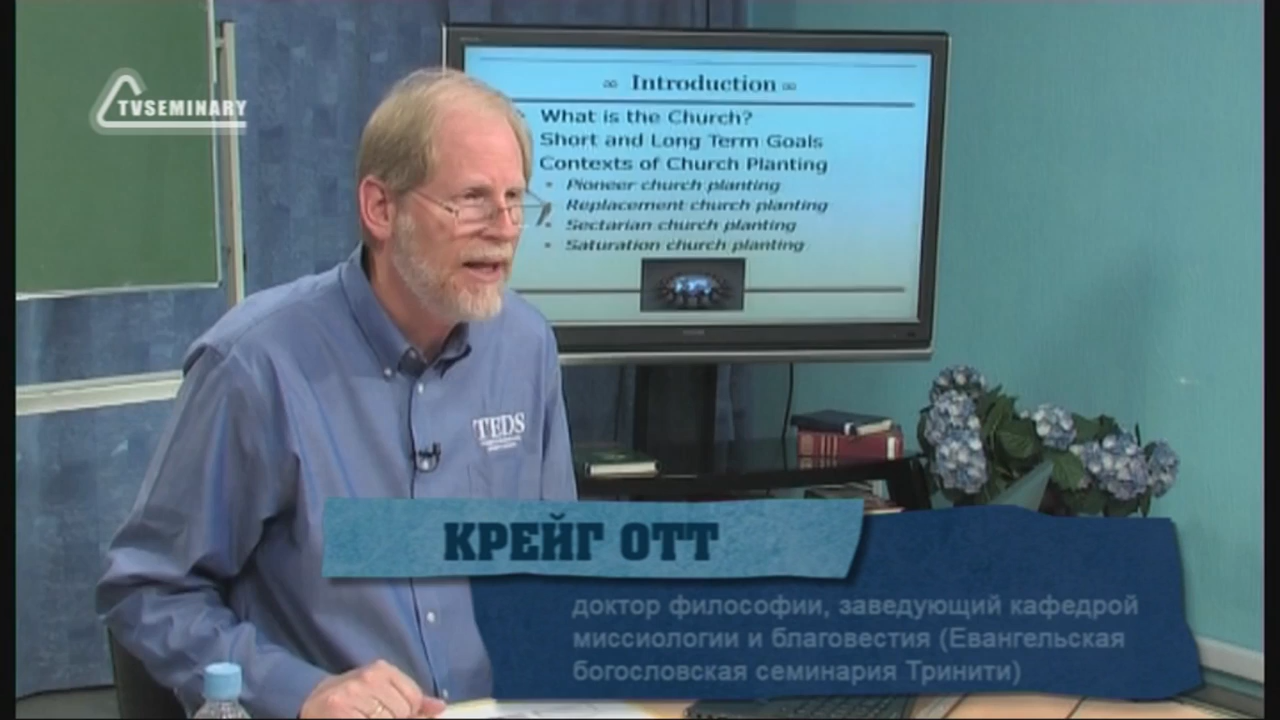 TVSEMINARY
∞ Introduction ∞
What is the Church?
Short and Long Term Goals
Contexts of Church Planting
Pioneer church planting
Replacement church planting
Sectarian church planting
Saturation church planting
TEDS
КРЕЙГ ОТТ
доктор философии, заведующий кафедрой
миссиологии и благовестия (Евангельская
богословская семинария Тринити)